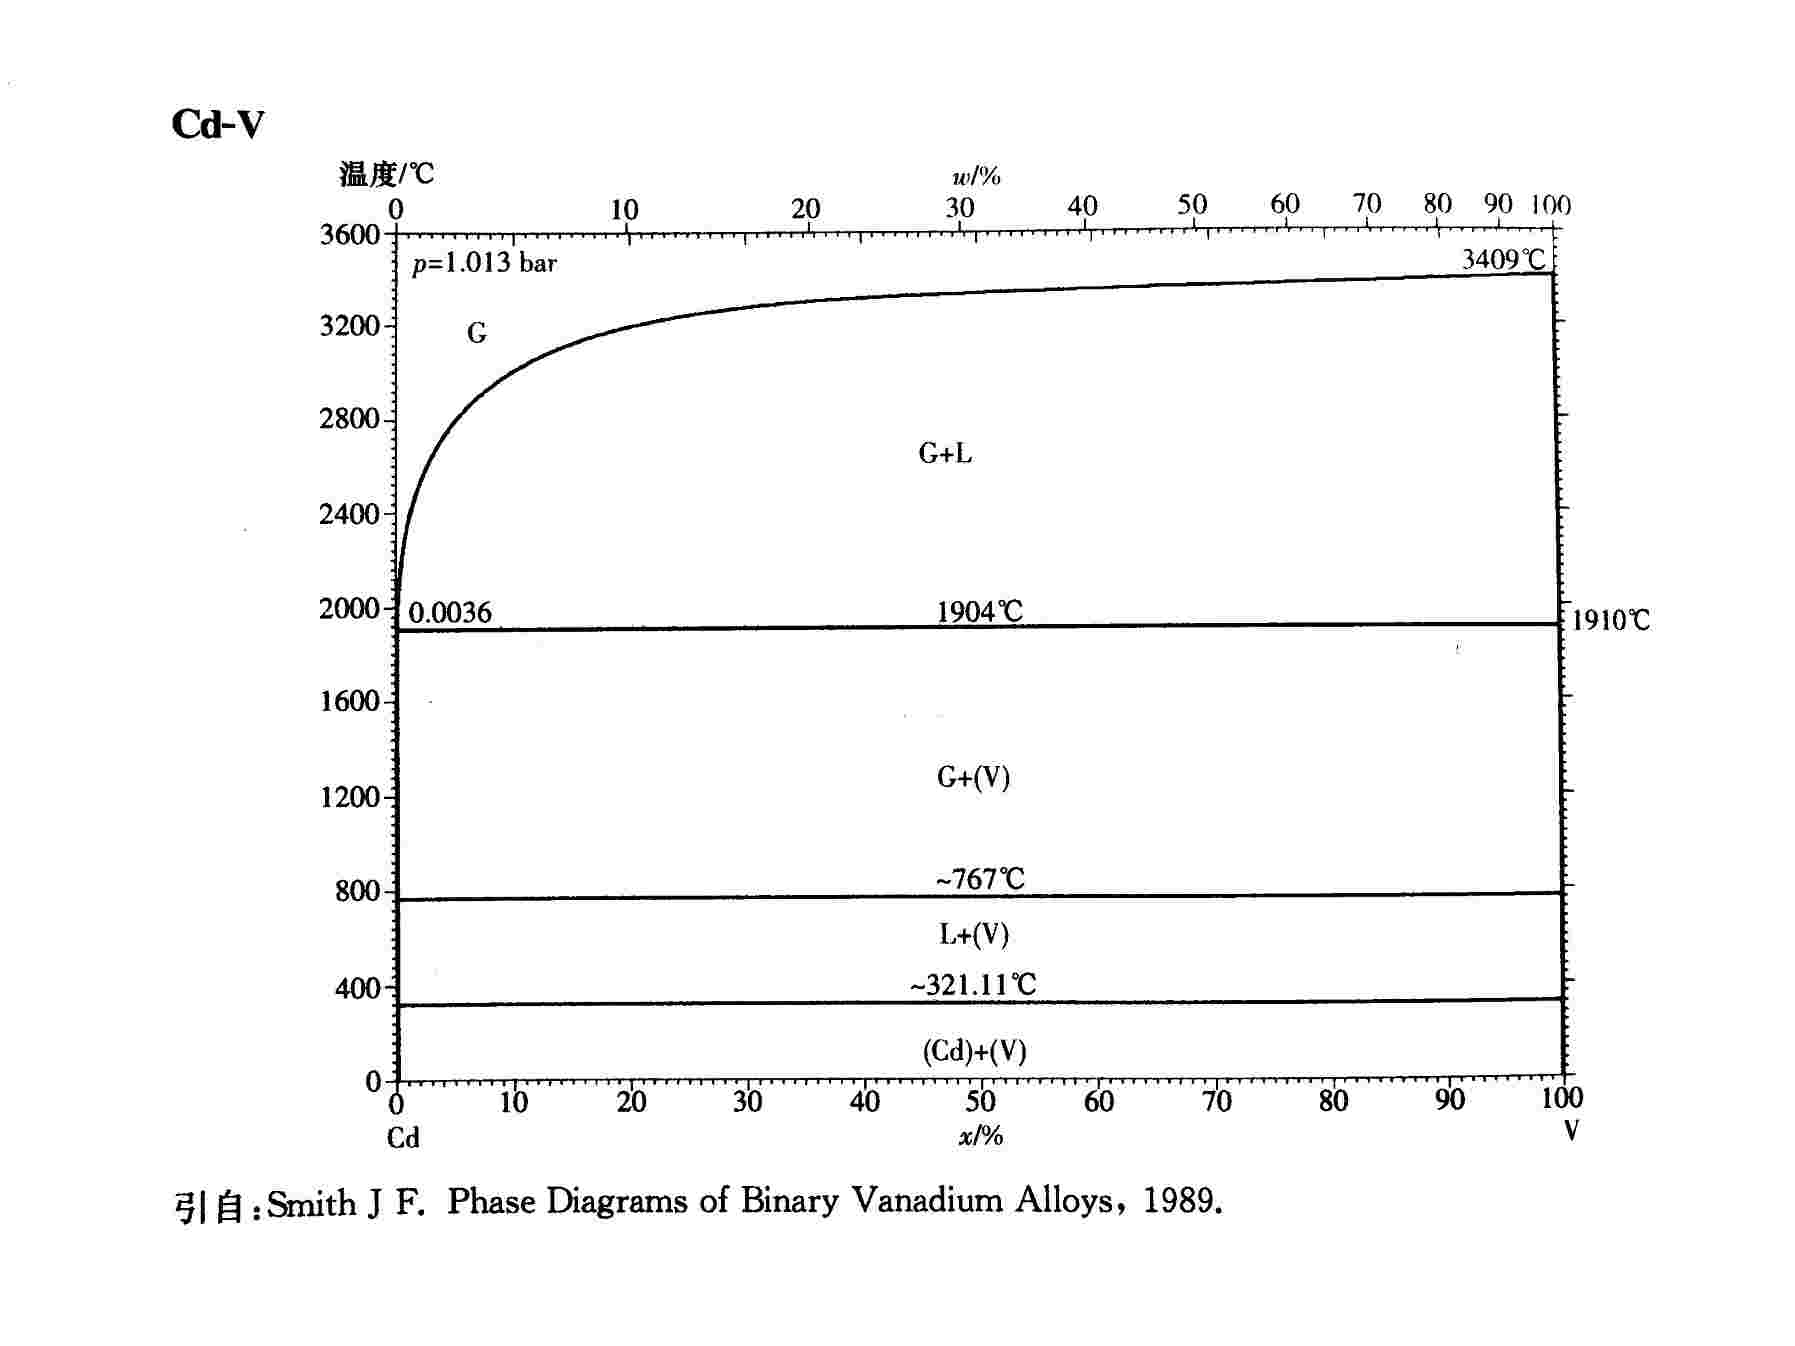 Cd-V
温度/℃
w/%
0 10 20 30 40 50 60 70 80 90 100
3600
p=1.013 bar
3409℃
3200
G
2800
G+L
2400
2000
0.0036
1904℃
1910℃
1600
G+(V)
1200
~767℃
800
L+(V)
~321.11℃
400
(Cd)+(V)
0
0 10 20 30 40 50 60 70 80 90 100
Cd
x/%
V
引自:Smith J F. Phase Diagrams of Binary Vanadium Alloys, 1989.